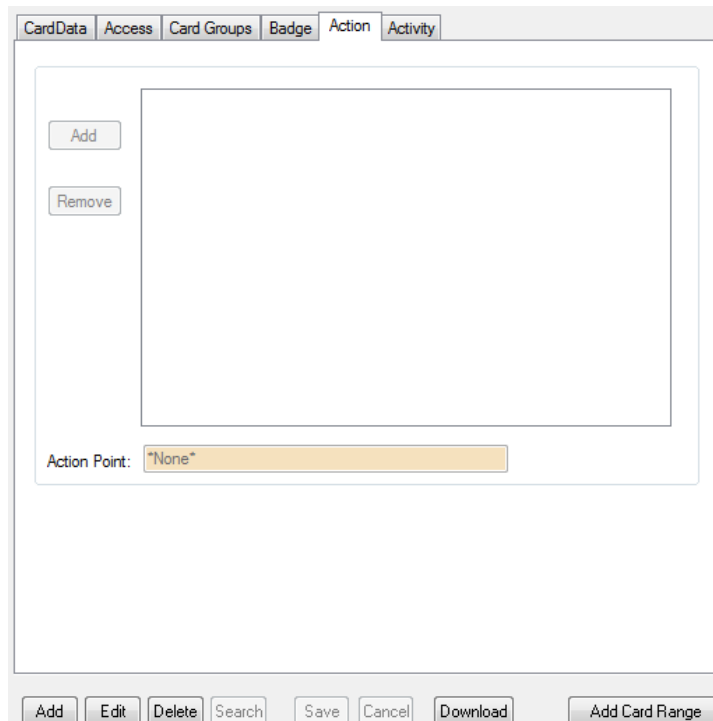 CardData Access Card Groups Badge Action Activity
Add
Remove
Action Point: *None*
Add Edit Delete Search Save Cancel Download Add Card Range